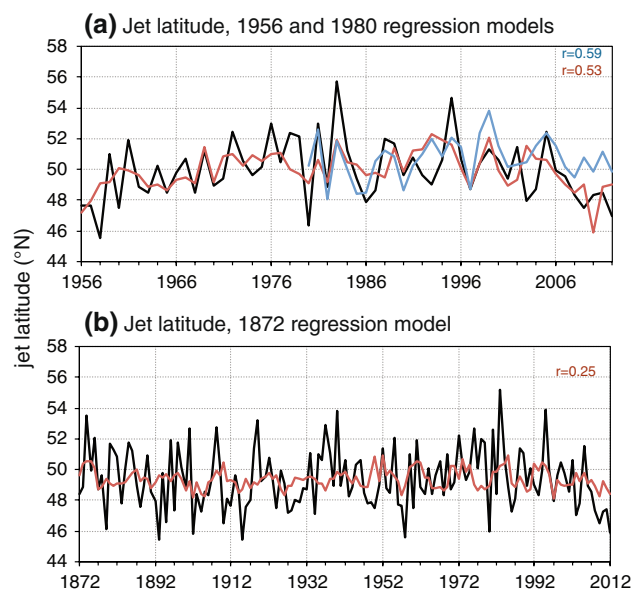 (a) Jet latitude, 1956 and 1980 regression models
r=0.59
r=0.53
58
56
54
52
50
48
46
44
1956 1966 1976 1986 1996 2006
jet latitude (°N)
(b) Jet latitude, 1872 regression model
r=0.25
58
56
54
52
50
48
46
44
1872 1892 1912 1932 1952 1972 1992 2012